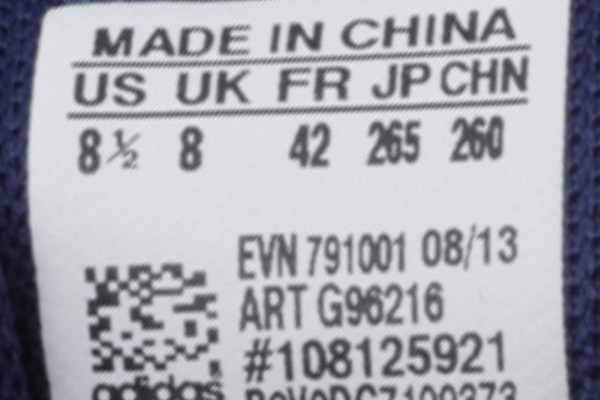 MADE IN CHINA
US UK FR JP CHN
8½ 8 42 265 260
EVN 791001 08/13
ART G96216
#108125921
adidas